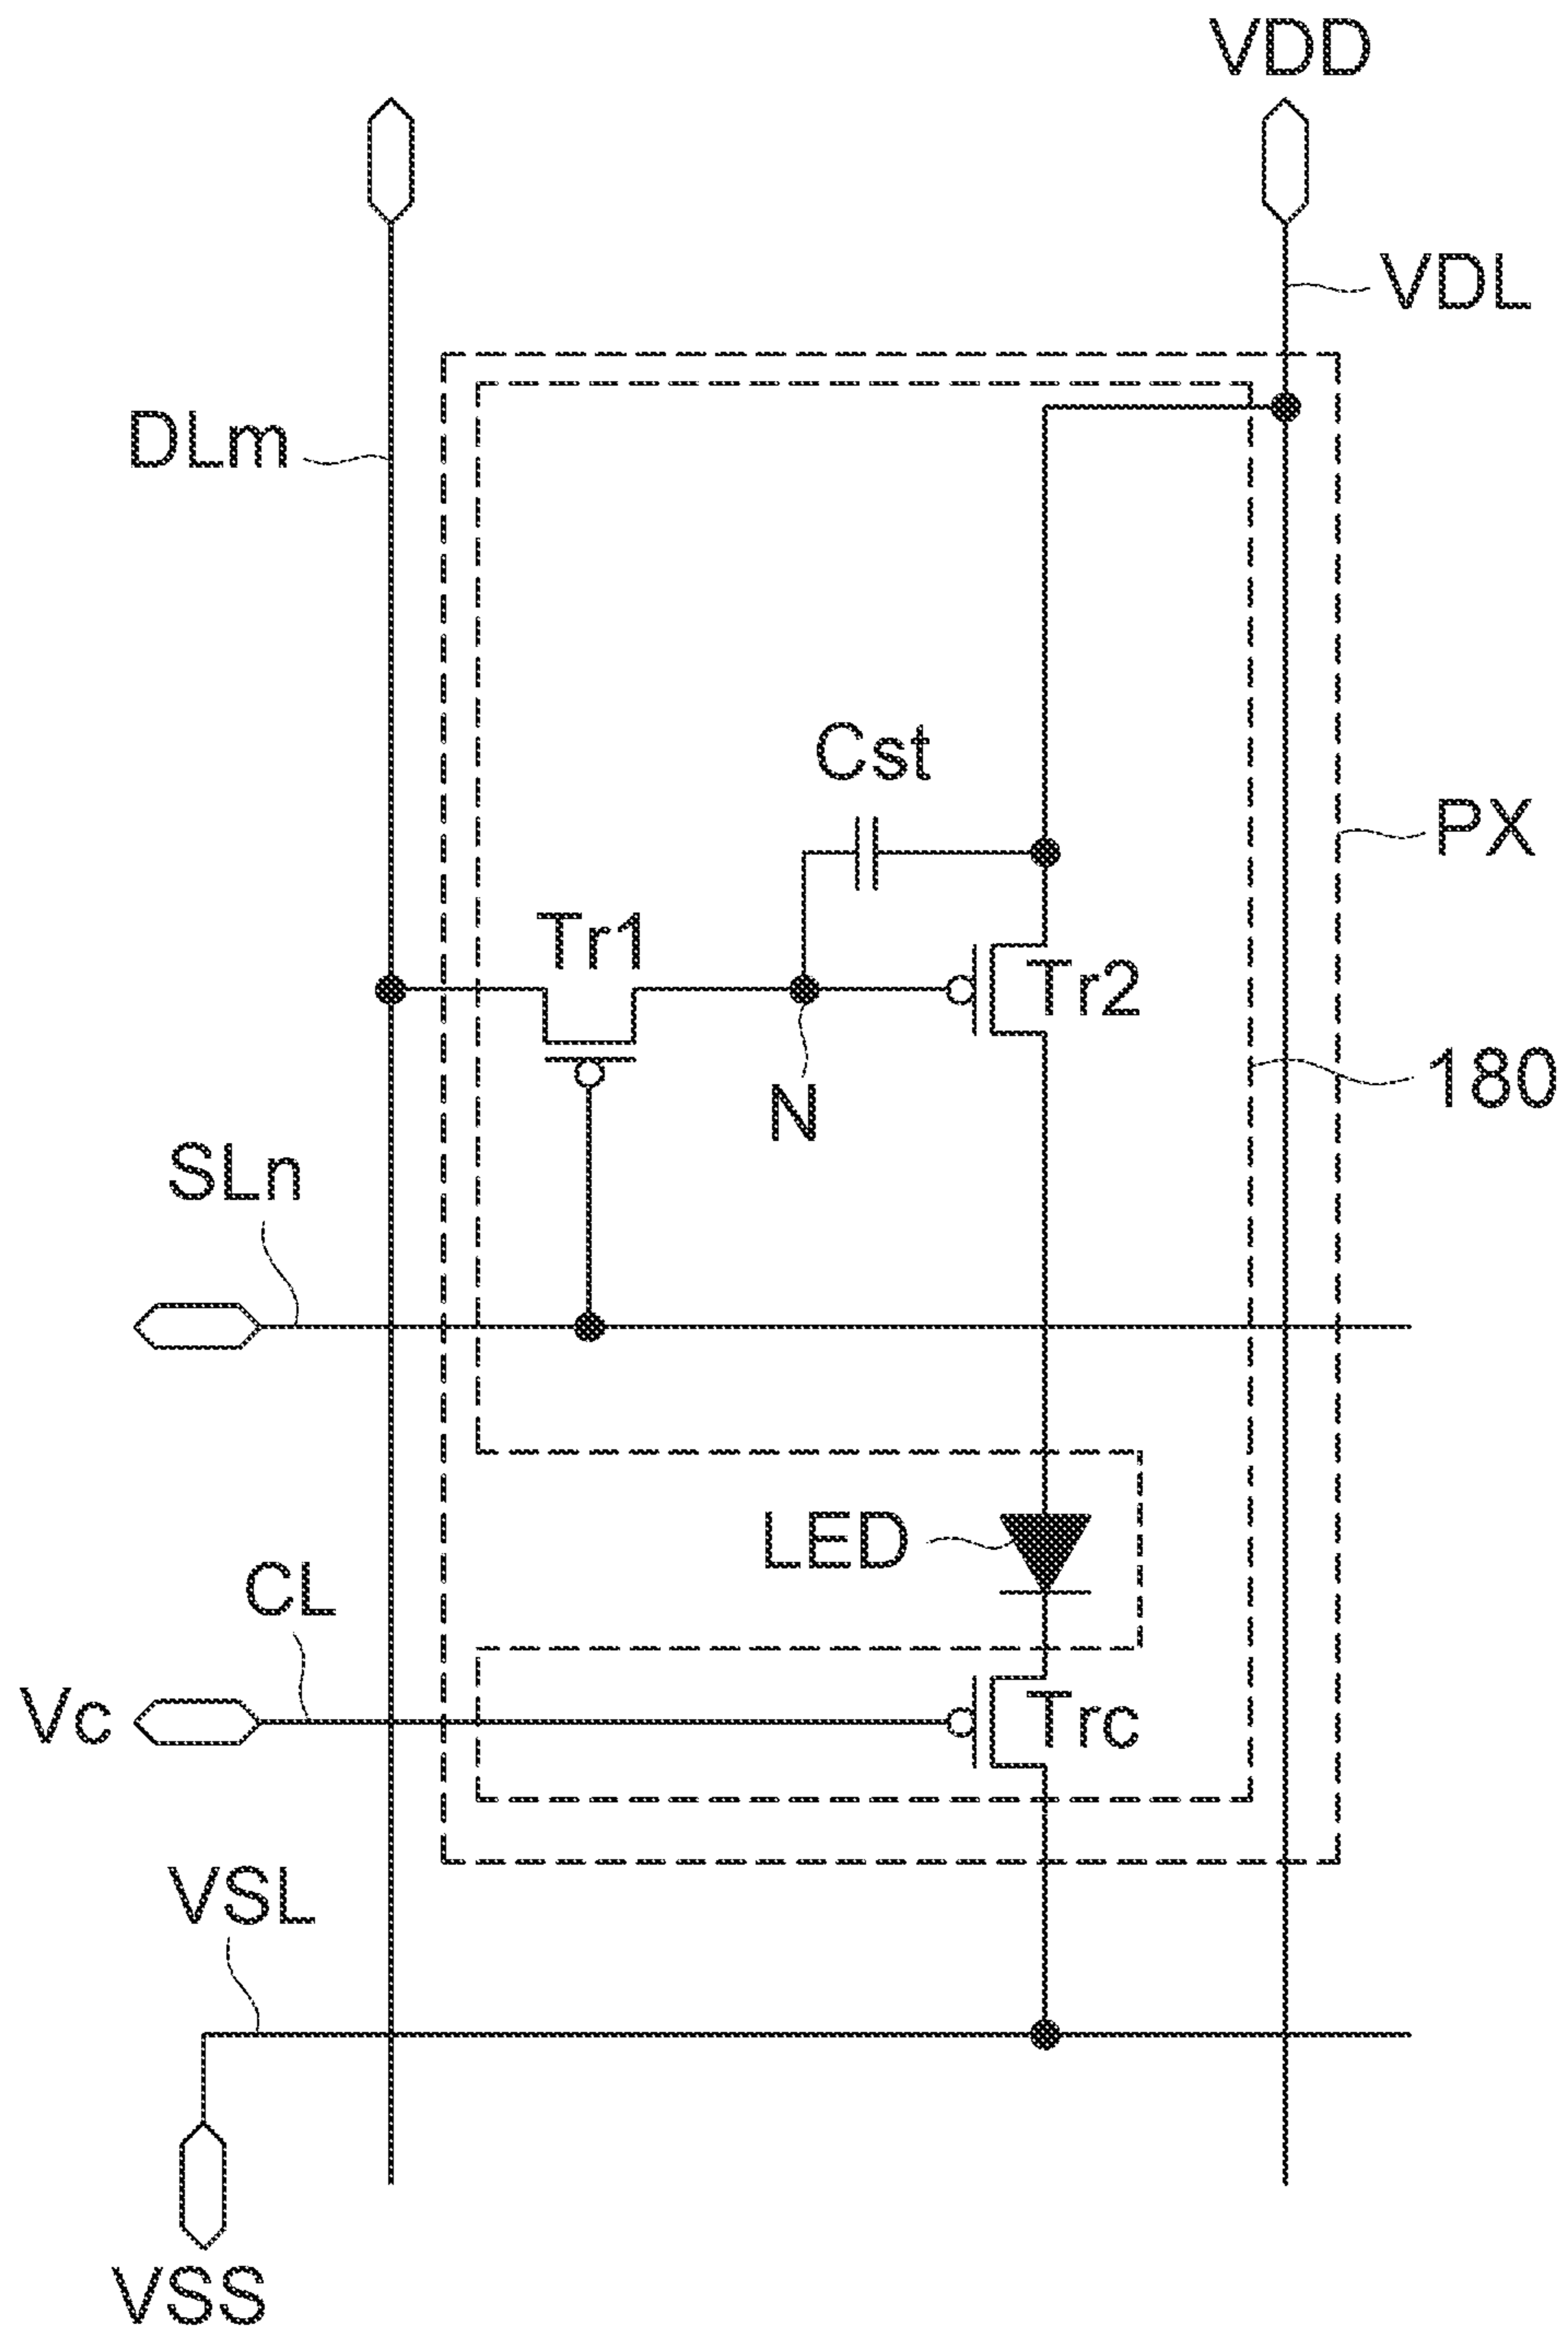 VDD
VDL
DLm
Cst
PX
Tr1
Tr2
180
N
SLn
LED
CL
Vc
Trc
VSL
VSS